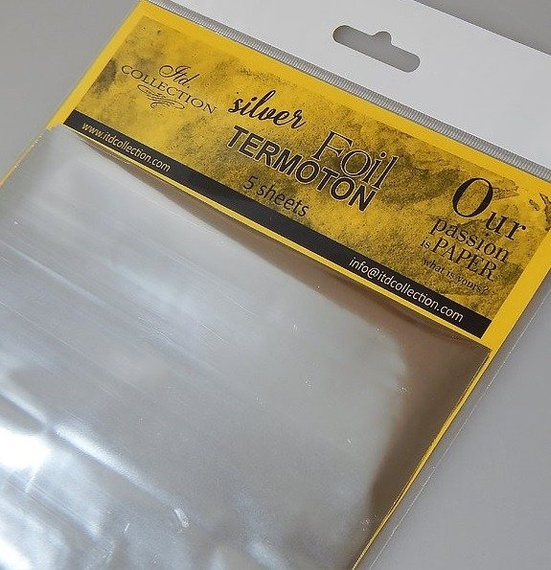 Itd.
COLLECTION
silver
Foil
TERMOTON
5 sheets
Our
passion
is PAPER
what is yours?
www.itdcollection.com
info@itdcollection.com